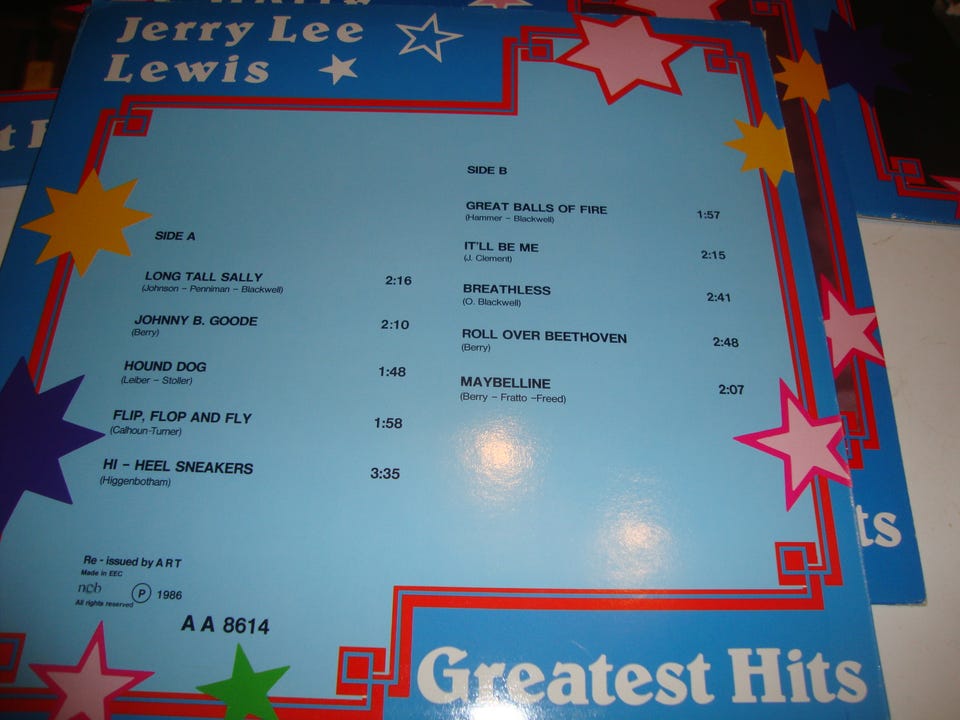 Jerry Lee
Lewis
SIDE A
LONG TALL SALLY 2:16
(Johnson - Penniman - Blackwell)
JOHNNY B. GOODE 2:10
(Berry)
HOUND DOG 1:48
(Leiber - Stoller)
FLIP, FLOP AND FLY 1:58
(Calhoun-Turner)
HI - HEEL SNEAKERS 3:35
(Higgenbotham)
SIDE B
GREAT BALLS OF FIRE 1:57
(Hammer - Blackwell)
IT'LL BE ME 2:15
(J. Clement)
BREATHLESS 2:41
(O. Blackwell)
ROLL OVER BEETHOVEN 2:48
(Berry)
MAYBELLINE 2:07
(Berry - Fratto -Freed)
Re - issued by A R T
Made in EEC
ncb P 1986
All rights reserved
A A 8614
Greatest Hits
ts